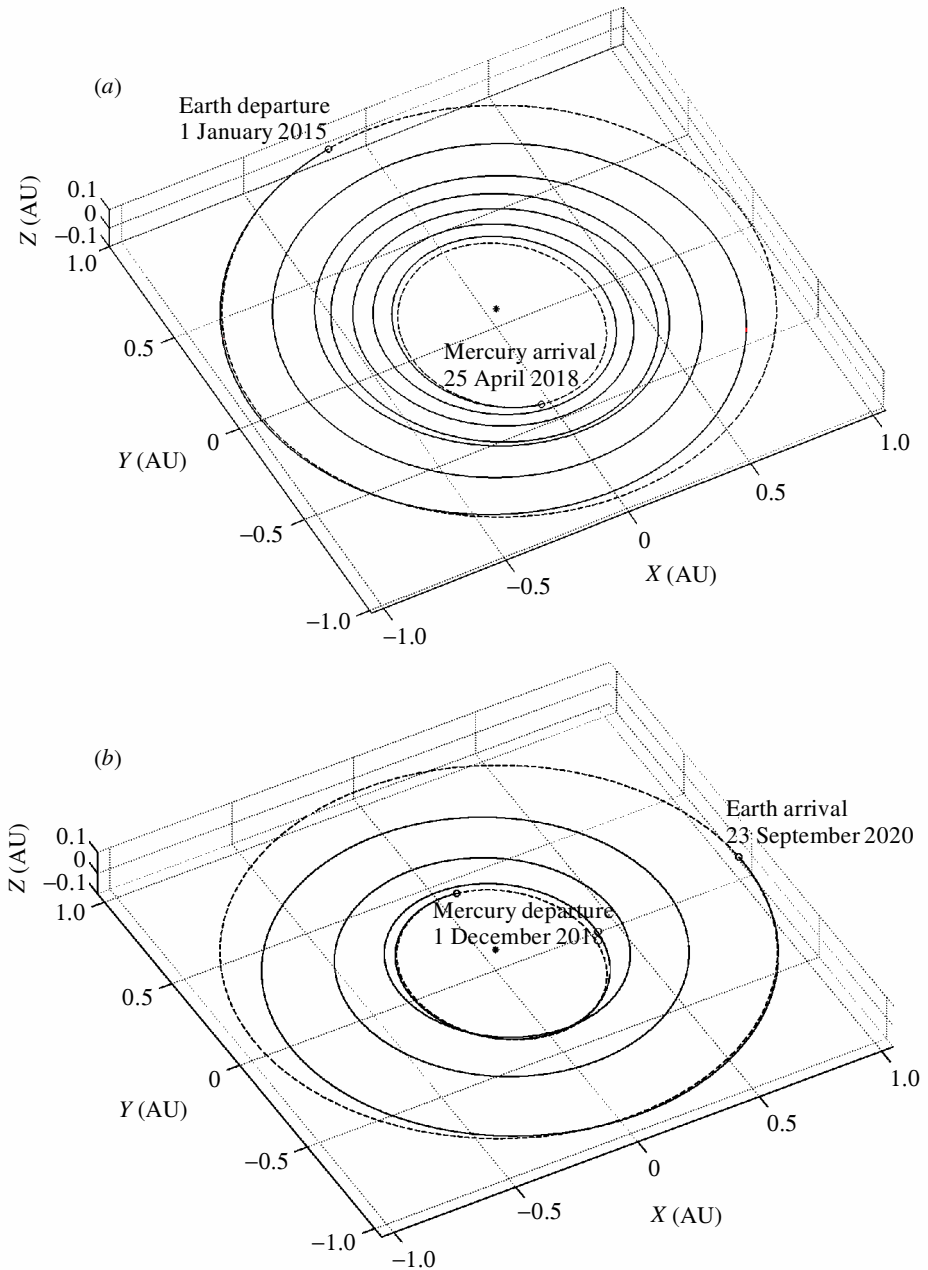 (a)
Earth departure
1 January 2015
0.1
0
−0.1
Z (AU)
1.0
0.5
0
−0.5
−1.0
Y (AU)
Mercury arrival
25 April 2018
1.0
0.5
0
−0.5
−1.0
X (AU)
(b)
Earth arrival
23 September 2020
0.1
0
−0.1
Z (AU)
1.0
0.5
0
−0.5
−1.0
Y (AU)
Mercury departure
1 December 2018
1.0
0.5
0
−0.5
−1.0
X (AU)